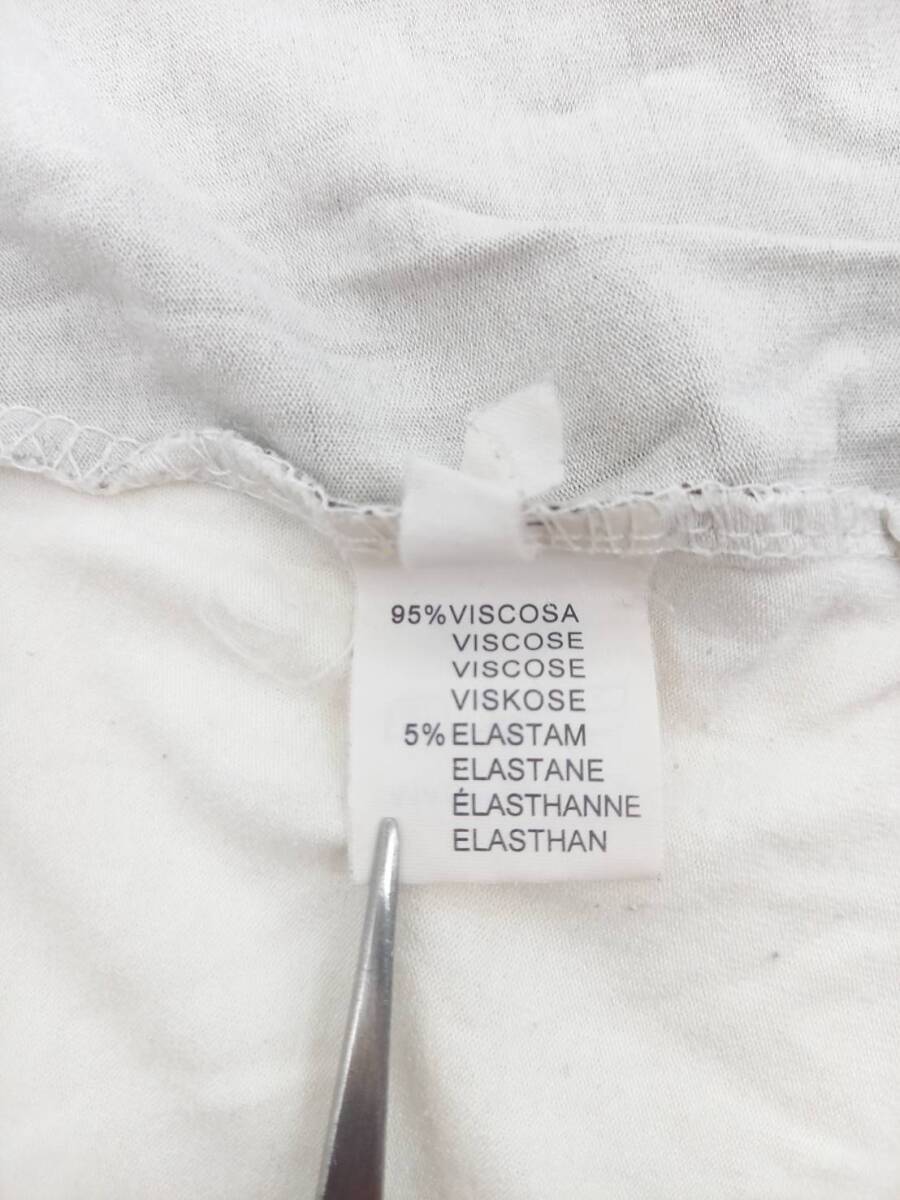 95% VISCOSA
VISCOSE
VISCOSE
VISKOSE
5% ELASTAM
ELASTANE
ÉLASTHANNE
ELASTHAN